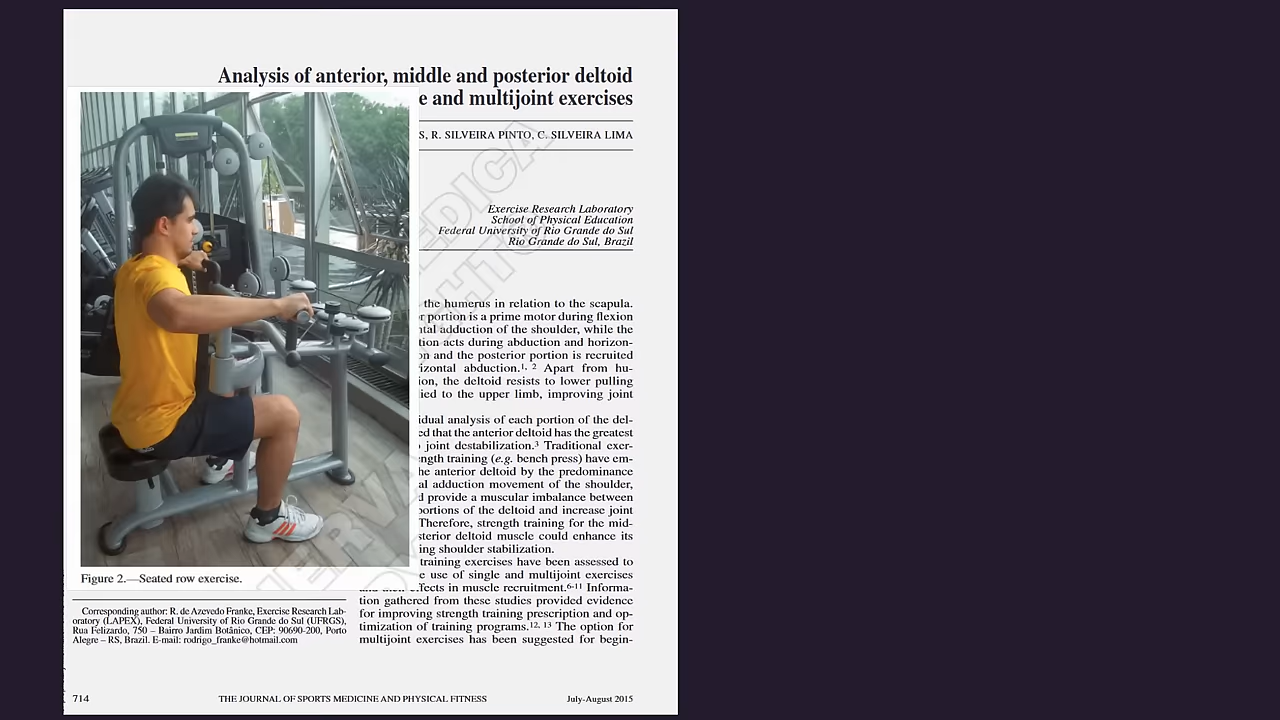 Analysis of anterior, middle and posterior deltoid
e and multijoint exercises
S, R. SILVEIRA PINTO, C. SILVEIRA LIMA
Exercise Research Laboratory
School of Physical Education
Federal University of Rio Grande do Sul
Rio Grande do Sul, Brazil
the humerus in relation to the scapula.
r portion is a prime motor during flexion
ntal adduction of the shoulder, while the
tion acts during abduction and horizon-
on and the posterior portion is recruited
rizontal abduction.1, 2 Apart from hu-
ion, the deltoid resists to lower pulling
lied to the upper limb, improving joint
idual analysis of each portion of the del-
ed that the anterior deltoid has the greatest
joint destabilization.3 Traditional exer-
ength training (e.g. bench press) have em-
he anterior deltoid by the predominance
al adduction movement of the shoulder,
d provide a muscular imbalance between
portions of the deltoid and increase joint
Therefore, strength training for the mid-
sterior deltoid muscle could enhance its
ing shoulder stabilization.
training exercises have been assessed to
e use of single and multijoint exercises
and their effects in muscle recruitment.6-11 Informa-
tion gathered from these studies provided evidence
for improving strength training prescription and op-
timization of training programs.12, 13 The option for
multijoint exercises has been suggested for begin-
Figure 2.—Seated row exercise.
Corresponding author: R. de Azevedo Franke, Exercise Research Lab-
oratory (LAPEX), Federal University of Rio Grande do Sul (UFRGS),
Rua Felizardo, 750 – Bairro Jardim Botânico, CEP: 90690-200, Porto
Alegre – RS, Brazil. E-mail: rodrigo_franke@hotmail.com
714
THE JOURNAL OF SPORTS MEDICINE AND PHYSICAL FITNESS
July-August 2015